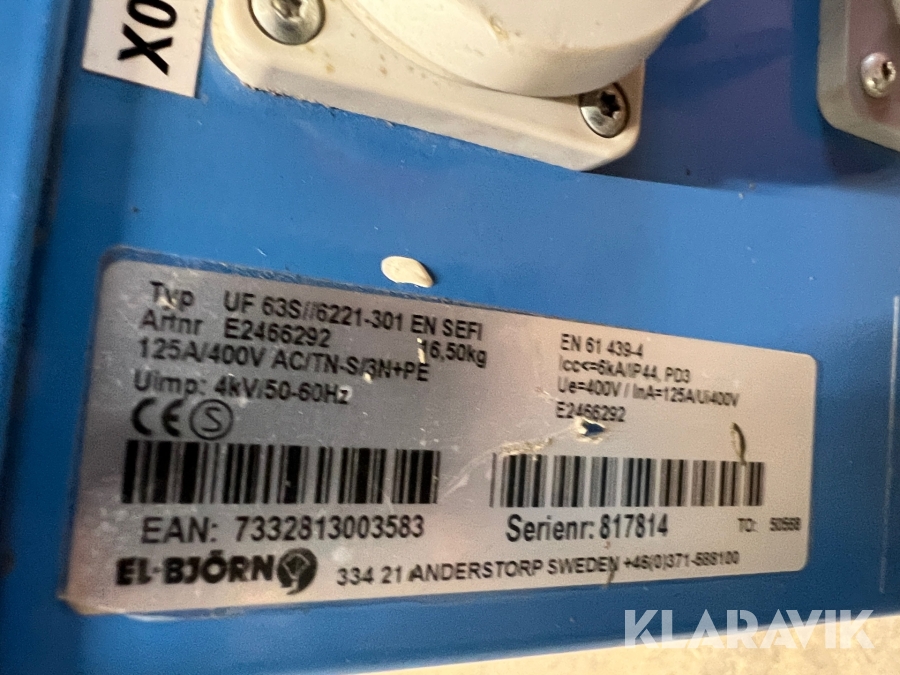 X0
Typ UF 63S//6221-301 EN SEFI
Artnr E2466292 16,50kg
125A/400V AC/TN-S/3N+PE
Uimp: 4kV/50-60Hz
CE S
EN 61 439-4
Icc<=6kA/IP44, PD3
Ue=400V / InA=125A/Ui400V
E2466292
EAN: 7332813003583
Serienr: 817814
TO: 50568
EL-BJÖRN
334 21 ANDERSTORP SWEDEN +46(0)371-588100
KLARAVIK